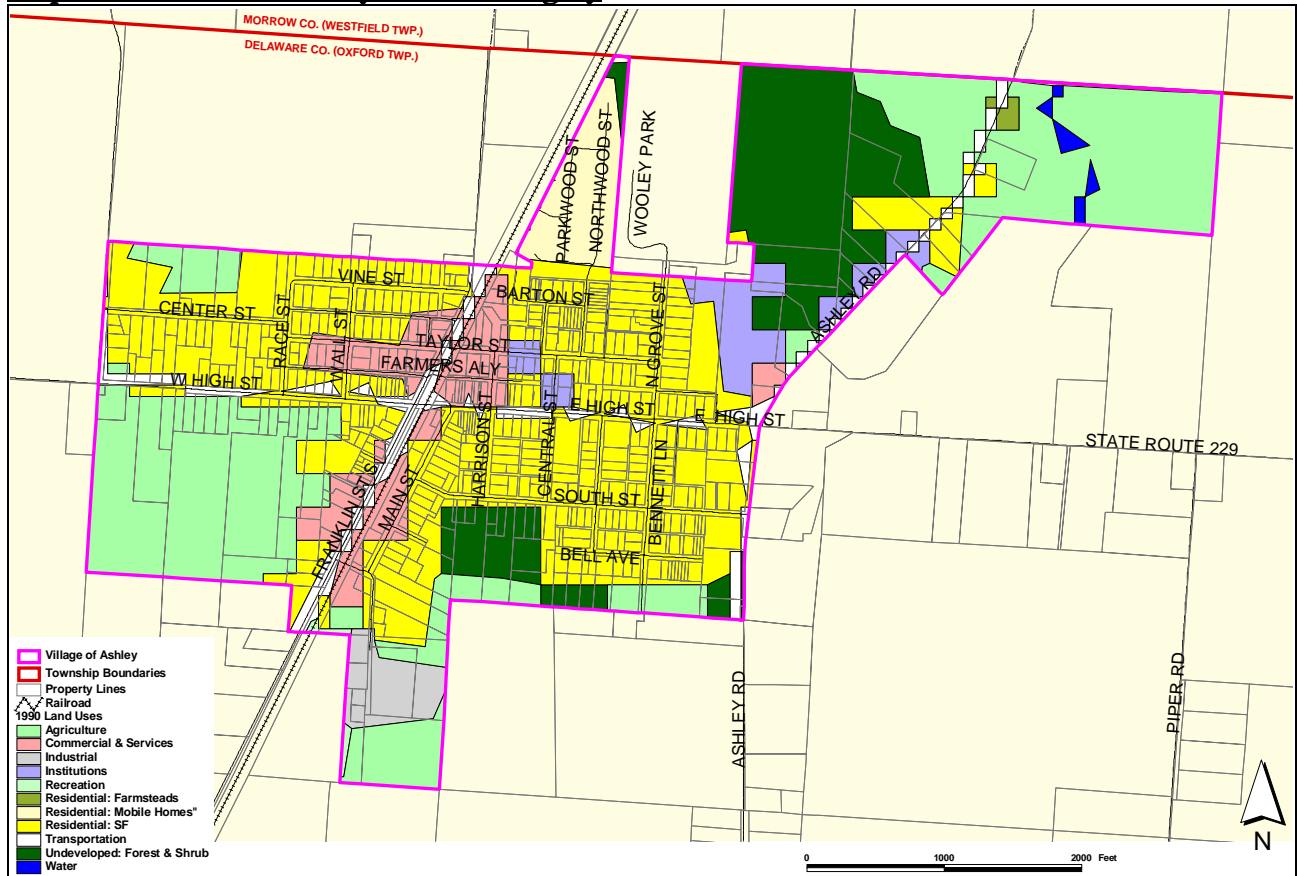 MORROW CO. (WESTFIELD TWP.)
DELAWARE CO. (OXFORD TWP.)
PARKWOOD ST
NORTHWOOD ST
WOOLEY PARK
VINE ST
CENTER ST
BARTON ST
RACE ST
WALL ST
TAYLOR ST
FARMERS ALY
N GROVE ST
ASHLEY RD
W HIGH ST
E HIGH ST
E HIGH ST
STATE ROUTE 229
HARRISON ST
CENTRAL ST
SOUTH ST
MAIN ST
FRANKLIN ST S
BELL AVE
ASHLEY RD
PIPER RD
Village of Ashley
Township Boundaries
Property Lines
Railroad
1990 Land Uses
Agriculture
Commercial & Services
Industrial
Institutions
Recreation
Residential: Farmsteads
Residential: Mobile Homes"
Residential: SF
Transportation
Undeveloped: Forest & Shrub
Water
0 1000 2000 Feet
N